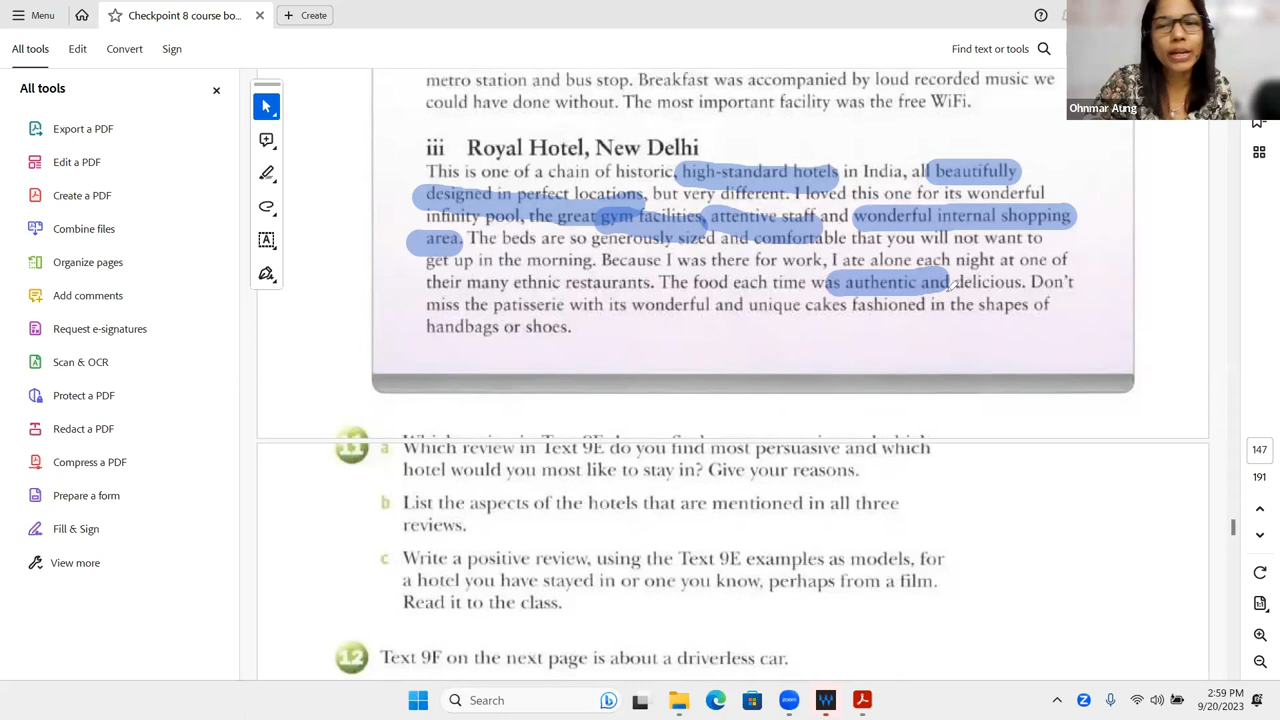 Menu
Checkpoint 8 course bo...
Create
All tools
Edit
Convert
Sign
Find text or tools
All tools
Export a PDF
Edit a PDF
Create a PDF
Combine files
Organize pages
Add comments
Request e-signatures
Scan & OCR
Protect a PDF
Redact a PDF
Compress a PDF
Prepare a form
Fill & Sign
View more
Ohnmar Aung
metro station and bus stop. Breakfast was accompanied by loud recorded music we
could have done without. The most important facility was the free WiFi.
iii Royal Hotel, New Delhi
This is one of a chain of historic, high-standard hotels in India, all beautifully
designed in perfect locations, but very different. I loved this one for its wonderful
infinity pool, the great gym facilities, attentive staff and wonderful internal shopping
area. The beds are so generously sized and comfortable that you will not want to
get up in the morning. Because I was there for work, I ate alone each night at one of
their many ethnic restaurants. The food each time was authentic and delicious. Don't
miss the patisserie with its wonderful and unique cakes fashioned in the shapes of
handbags or shoes.
11 a Which review in Text 9E do you find most persuasive and which
hotel would you most like to stay in? Give your reasons.
b List the aspects of the hotels that are mentioned in all three
reviews.
c Write a positive review, using the Text 9E examples as models, for
a hotel you have stayed in or one you know, perhaps from a film.
Read it to the class.
12 Text 9F on the next page is about a driverless car.
147
191
Search
2:59 PM
9/20/2023